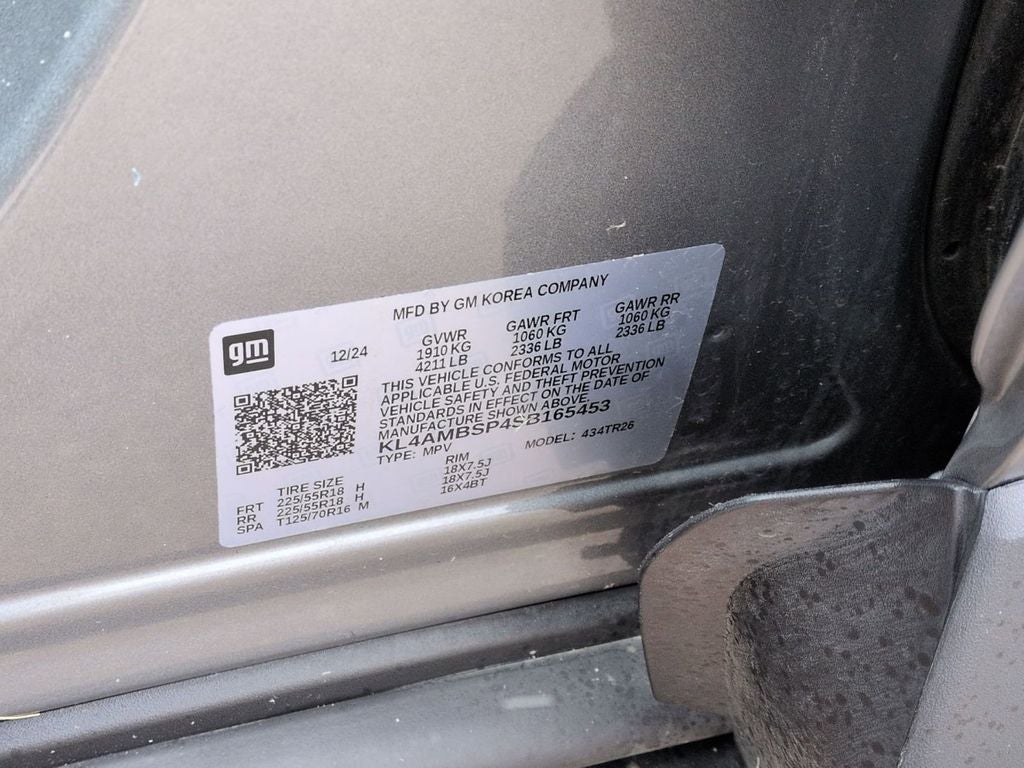 MFD BY GM KOREA COMPANY
gm
12/24
GVWR GAWR FRT GAWR RR
1910 KG 1060 KG 1060 KG
4211 LB 2336 LB 2336 LB
THIS VEHICLE CONFORMS TO ALL
APPLICABLE U.S. FEDERAL MOTOR
VEHICLE SAFETY AND THEFT PREVENTION
STANDARDS IN EFFECT ON THE DATE OF
MANUFACTURE SHOWN ABOVE.
KL4AMBSP4SB165453
TYPE: MPV MODEL: 434TR26
TIRE SIZE RIM
FRT 225/55R18 H 18X7.5J
RR 225/55R18 H 18X7.5J
SPA T125/70R16 M 16X4BT